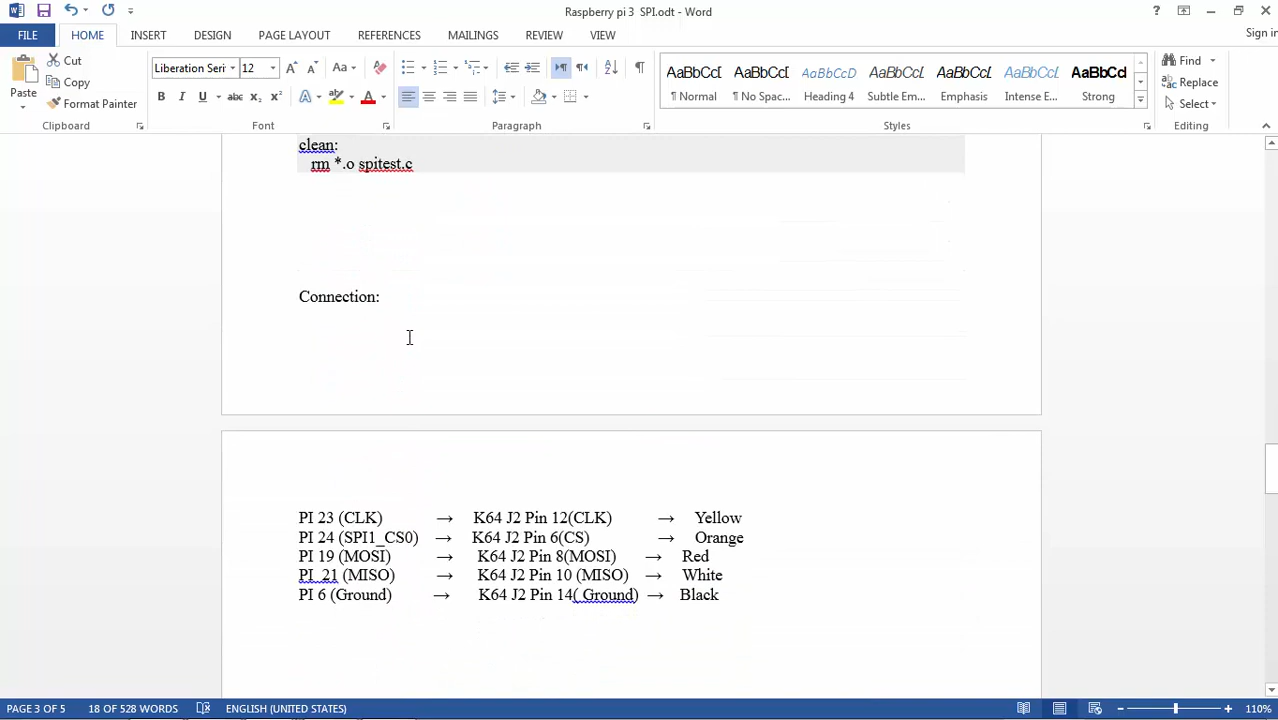 Raspberry pi 3  SPI.odt - Word
FILE HOME INSERT DESIGN PAGE LAYOUT REFERENCES MAILINGS REVIEW VIEW Sign in
Paste Cut
Copy
Format Painter
Clipboard
Liberation Seri 12
Font
Paragraph
AaBbCcI AaBbCcI AaBbCcD AaBbCcL AaBbCcL AaBbCcL AaBbCcl
¶ Normal ¶ No Spac... Heading 4 Subtle Em... Emphasis Intense E... Strong
Styles
Find
Replace
Select
Editing
clean:
rm *.o spitest.c
Connection:
PI 23 (CLK) → K64 J2 Pin 12(CLK) → Yellow
PI 24 (SPI1_CS0) → K64 J2 Pin 6(CS) → Orange
PI 19 (MOSI) → K64 J2 Pin 8(MOSI) → Red
PI  21 (MISO) → K64 J2 Pin 10 (MISO) → White
PI 6 (Ground) → K64 J2 Pin 14( Ground) → Black
PAGE 3 OF 5 18 OF 528 WORDS ENGLISH (UNITED STATES) 110%